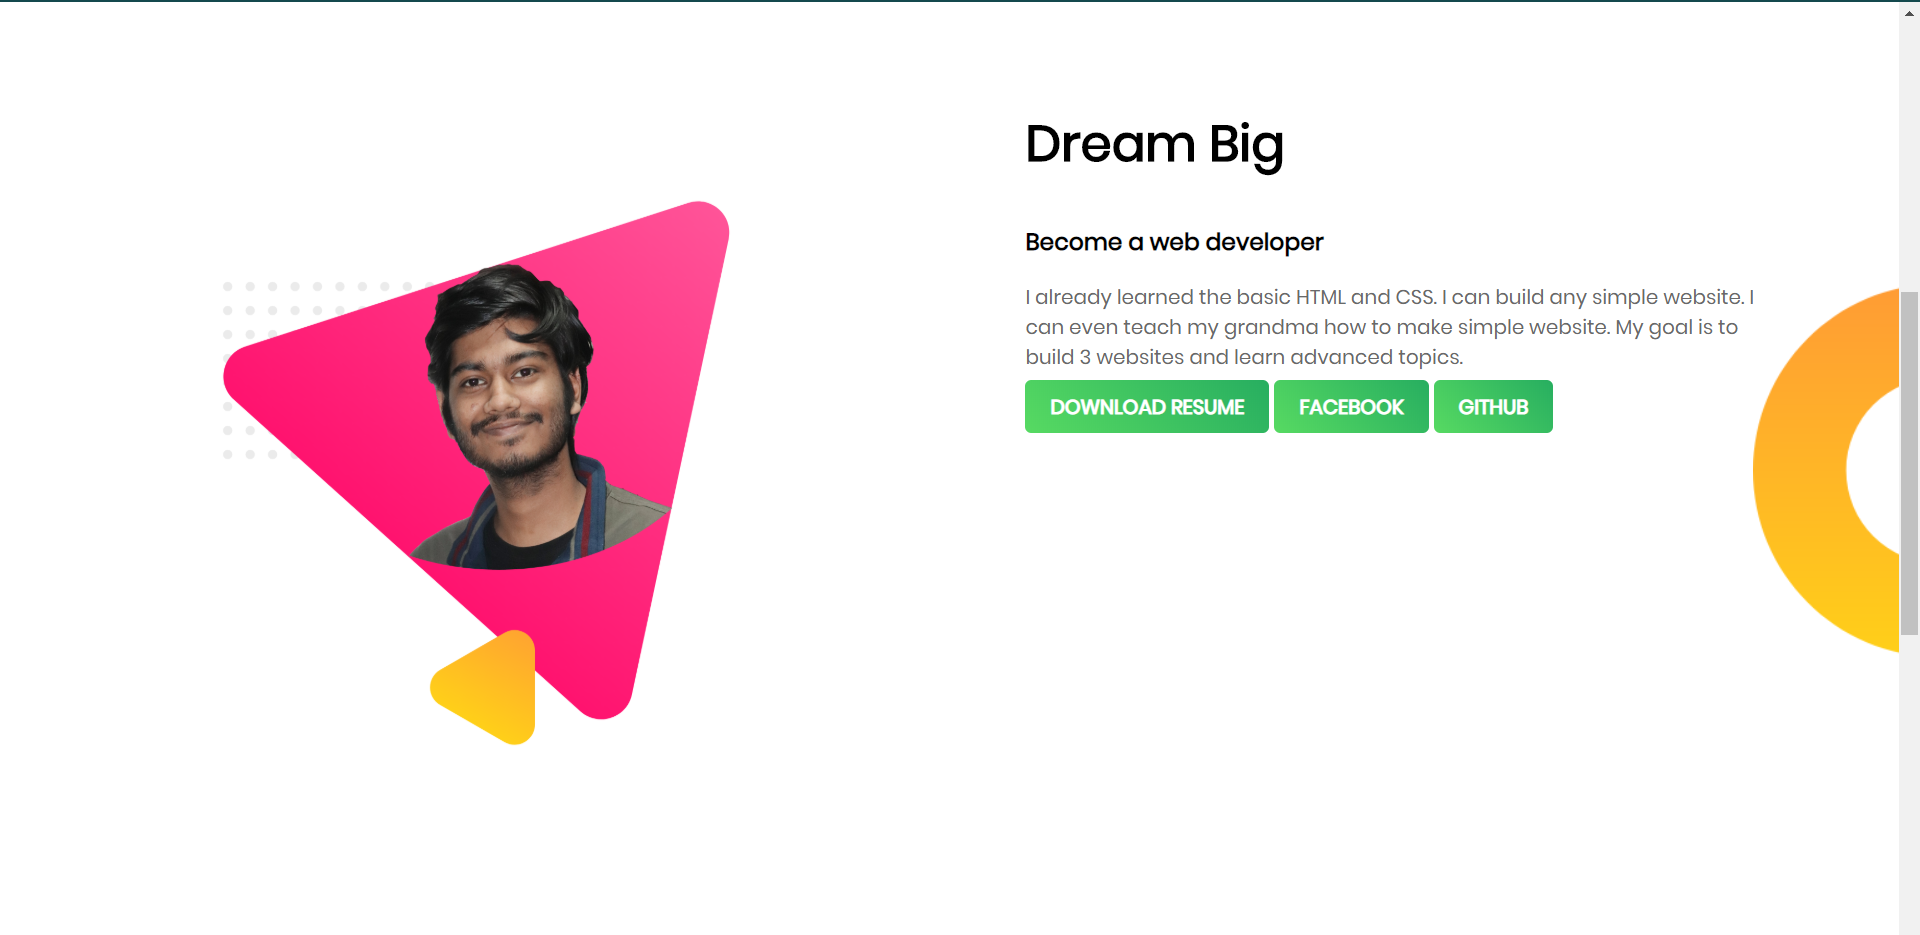 Dream Big
Become a web developer
I already learned the basic HTML and CSS. I can build any simple website. I
can even teach my grandma how to make simple website. My goal is to
build 3 websites and learn advanced topics.
DOWNLOAD RESUME FACEBOOK GITHUB